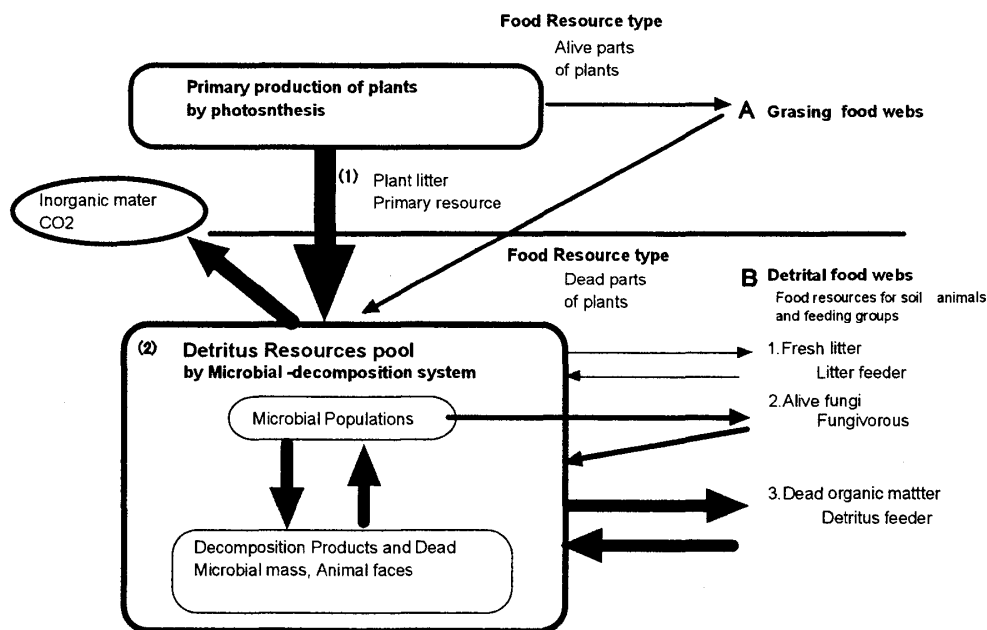 Food Resource type
Alive parts
of plants
Primary production of plants
by photosnthesis
A Grasing food webs
(1) Plant litter
Primary resource
Inorganic mater
CO2
Food Resource type
Dead parts
of plants
B Detrital food webs
Food resources for soil animals
and feeding groups
(2) Detritus Resources pool
by Microbial -decomposition system
1.Fresh litter
Litter feeder
Microbial Populations
2.Alive fungi
Fungivorous
3.Dead organic mattter
Detritus feeder
Decomposition Products and Dead
Microbial mass, Animal faces